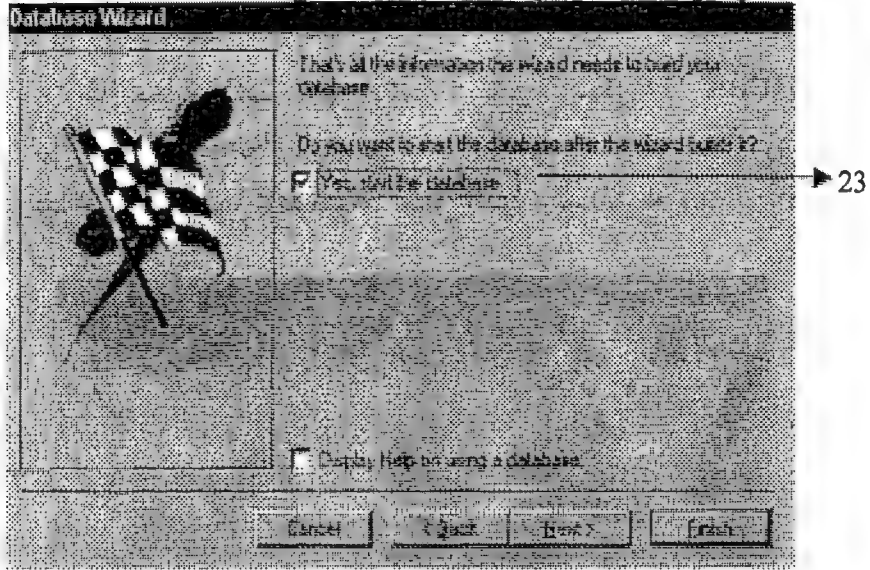 Database Wizard
That's all the information the wizard needs to build your
database.
Do you want to start the database after the wizard builds it?
Yes, start the database.
23
Display Help on using a database.
Cancel
< Back
Next >
Finish